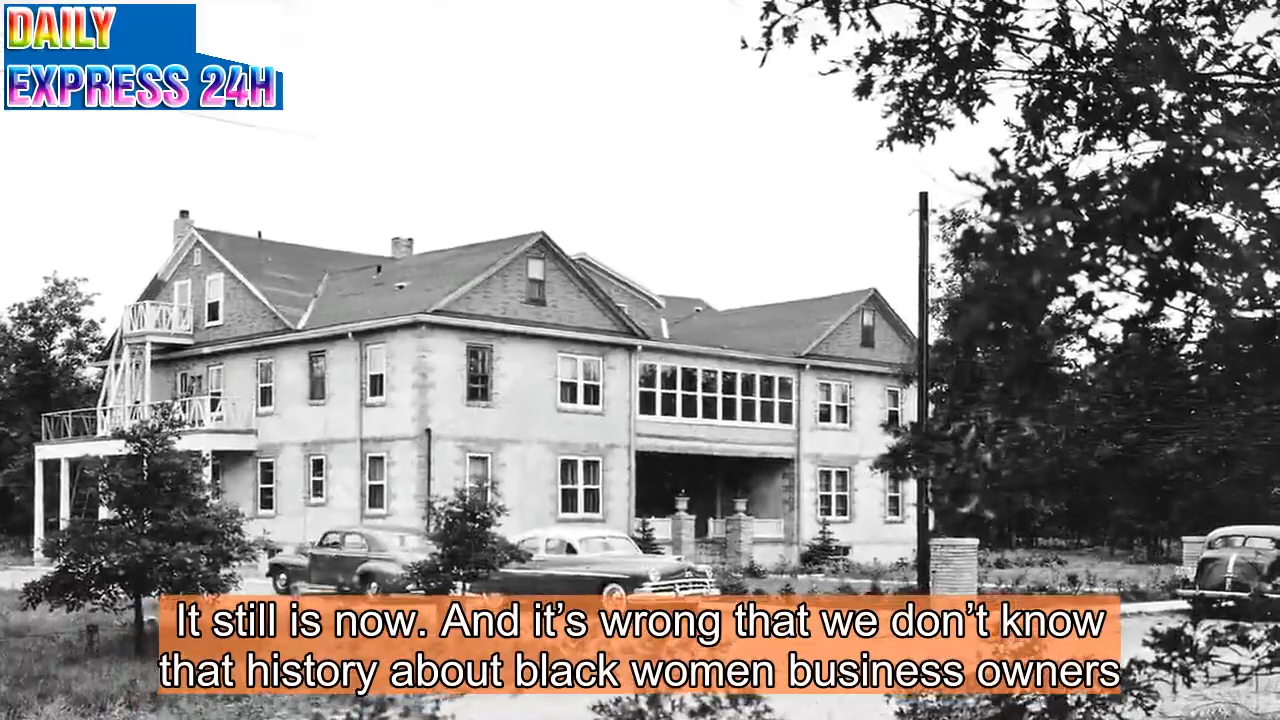 DAILY
EXPRESS 24H
It still is now. And it’s wrong that we don’t know
that history about black women business owners